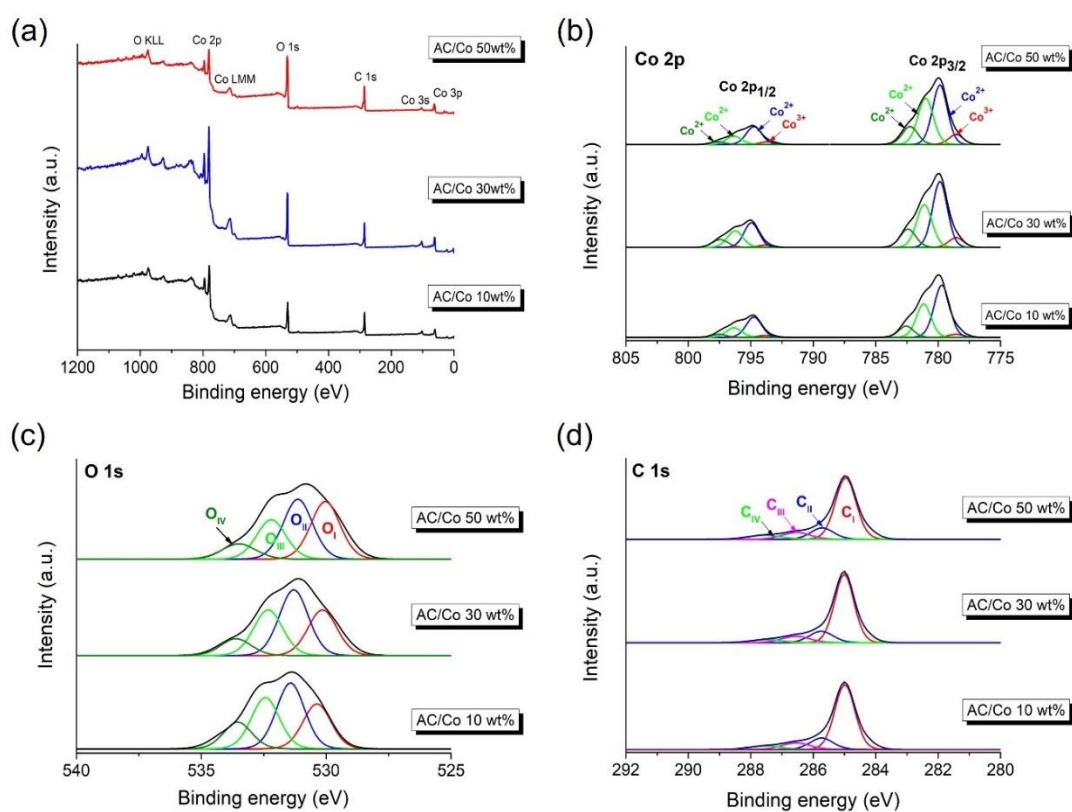 (a)
O KLL
Co 2p
Co LMM
O 1s
C 1s
Co 3s
Co 3p
AC/Co 50wt%
AC/Co 30wt%
AC/Co 10wt%
Intensity (a.u.)
1200 1000 800 600 400 200 0
Binding energy (eV)
(b)
Co 2p
Co 2p1/2
Co 2p3/2
AC/Co 50 wt%
Co2+
Co2+
Co2+
Co3+
Co2+
Co2+
Co2+
Co3+
AC/Co 30 wt%
AC/Co 10 wt%
Intensity (a.u.)
805 800 795 790 785 780 775
Binding energy (eV)
(c)
O 1s
OIV
OIII
OII
OI
AC/Co 50 wt%
AC/Co 30 wt%
AC/Co 10 wt%
Intensity (a.u.)
540 535 530 525
Binding energy (eV)
(d)
C 1s
CIV
CIII
CII
CI
AC/Co 50 wt%
AC/Co 30 wt%
AC/Co 10 wt%
Intensity (a.u.)
292 290 288 286 284 282 280
Binding energy (eV)